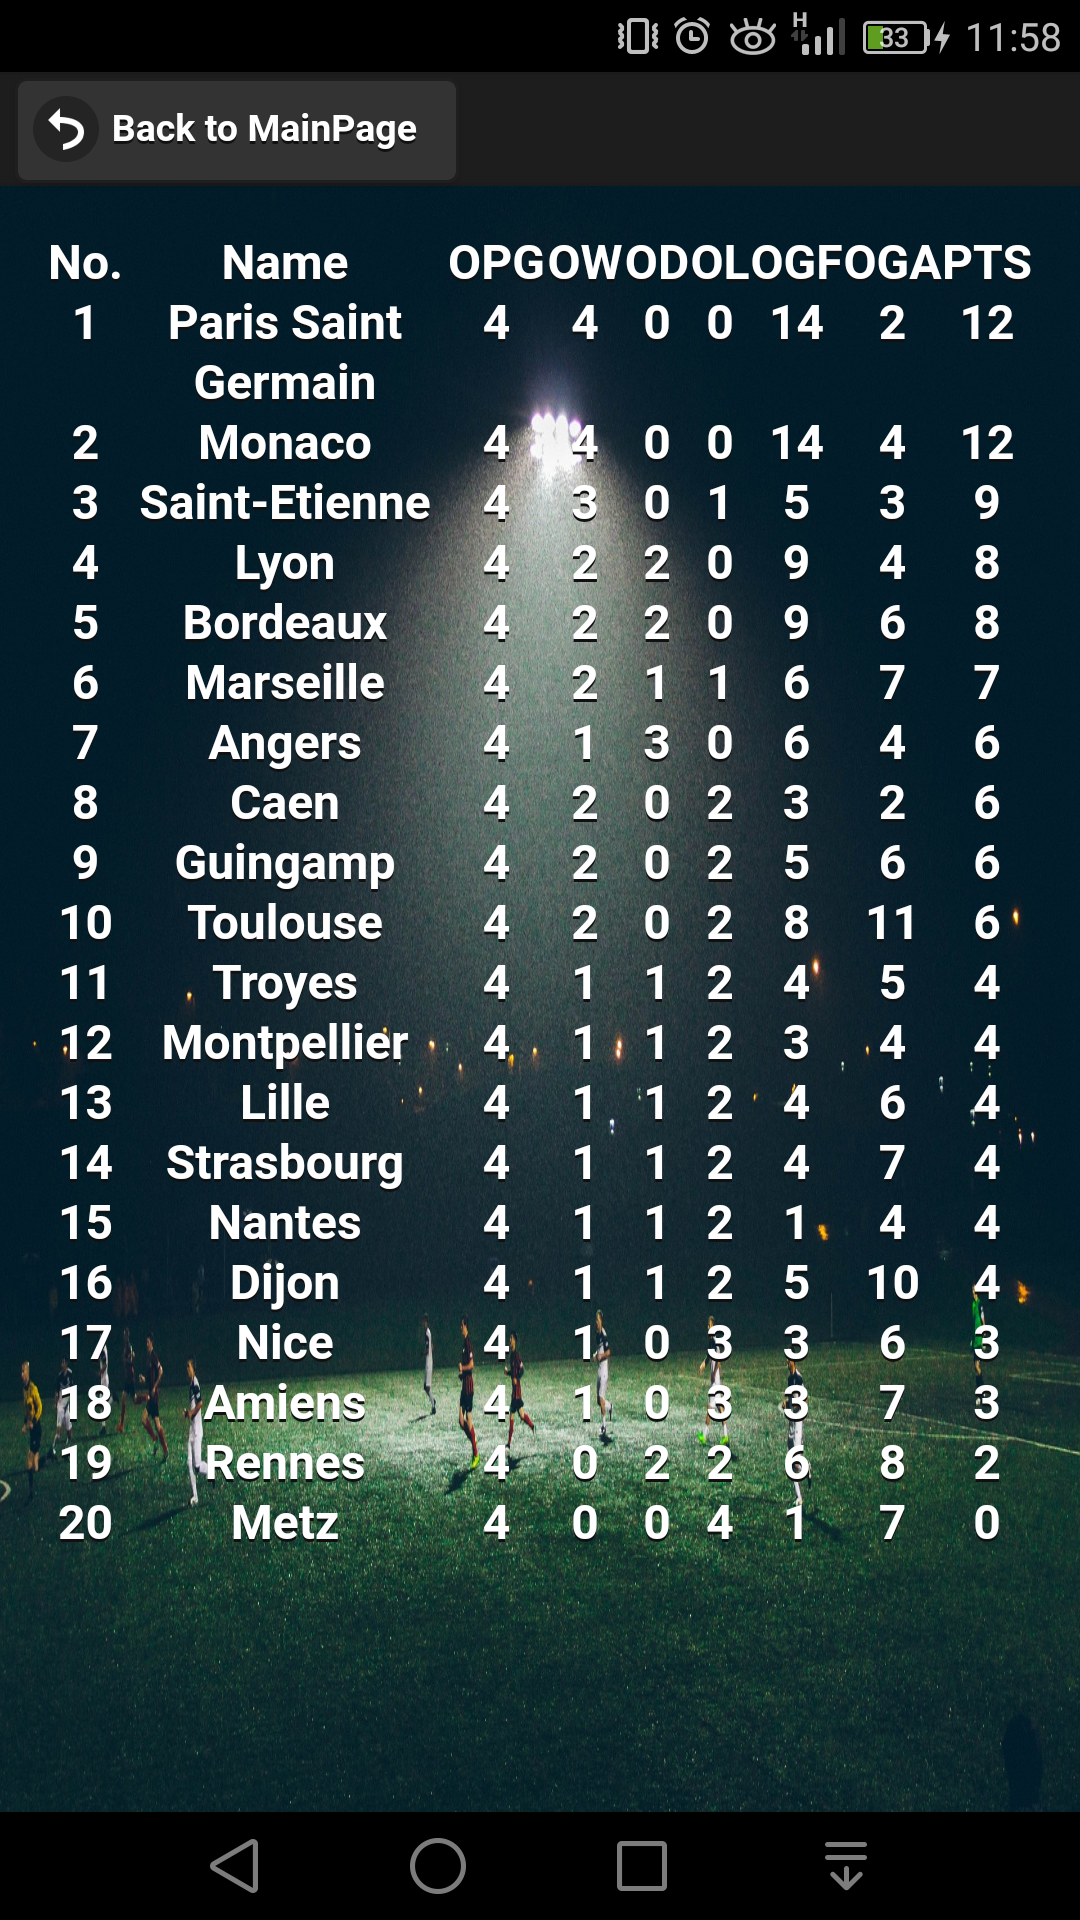 H 33 11:58
Back to MainPage
No. Name OPG OW OD OL OGF OGA PTS
1 Paris Saint 4 4 0 0 14 2 12
Germain
2 Monaco 4 4 0 0 14 4 12
3 Saint-Etienne 4 3 0 1 5 3 9
4 Lyon 4 2 2 0 9 4 8
5 Bordeaux 4 2 2 0 9 6 8
6 Marseille 4 2 1 1 6 7 7
7 Angers 4 1 3 0 6 4 6
8 Caen 4 2 0 2 3 2 6
9 Guingamp 4 2 0 2 5 6 6
10 Toulouse 4 2 0 2 8 11 6
11 Troyes 4 1 1 2 4 5 4
12 Montpellier 4 1 1 2 3 4 4
13 Lille 4 1 1 2 4 6 4
14 Strasbourg 4 1 1 2 4 7 4
15 Nantes 4 1 1 2 1 4 4
16 Dijon 4 1 1 2 5 10 4
17 Nice 4 1 0 3 3 6 3
18 Amiens 4 1 0 3 3 7 3
19 Rennes 4 0 2 2 6 8 2
20 Metz 4 0 0 4 1 7 0